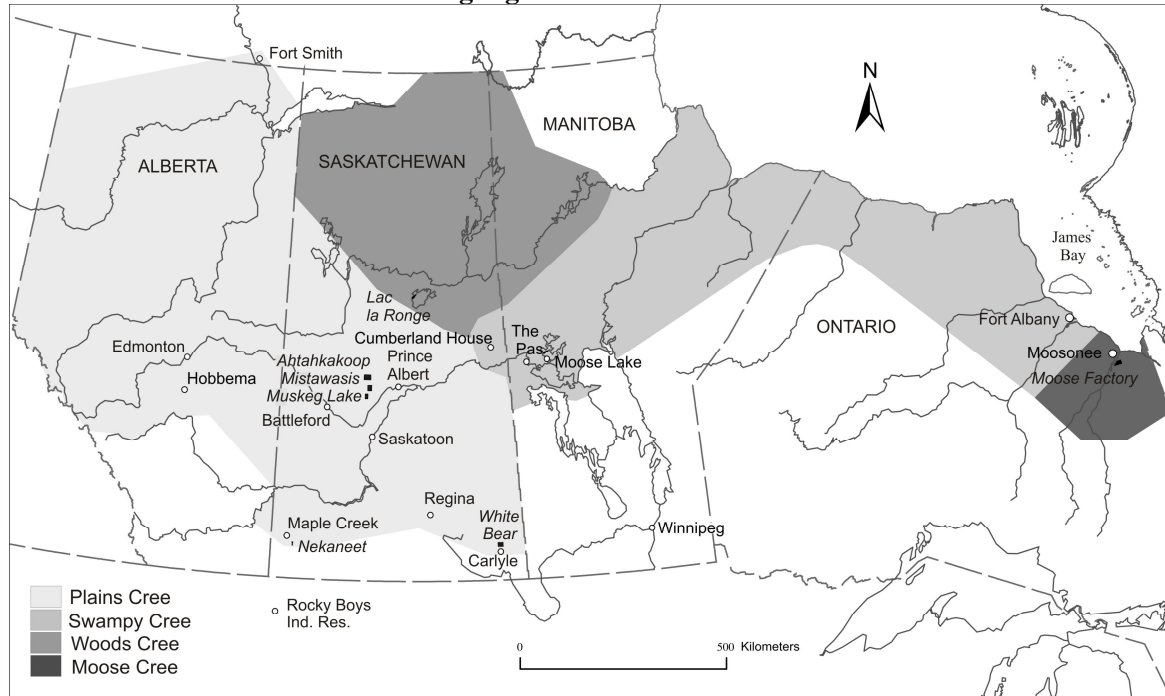 Fort Smith
N
MANITOBA
ALBERTA
SASKATCHEWAN
James
Bay
Lac
la Ronge
Fort Albany
ONTARIO
Cumberland House
The
Pas
Moose Lake
Edmonton
Prince
Albert
Moosonee
Abtahkakoop
Mistawasis
Muskeg Lake
Moose Factory
Hobbema
Battleford
Saskatoon
Regina
White
Bear
Maple Creek
Nekaneet
Winnipeg
Carlyle
Plains Cree
Swampy Cree
Woods Cree
Moose Cree
Rocky Boys
Ind. Res.
0 500 Kilometers